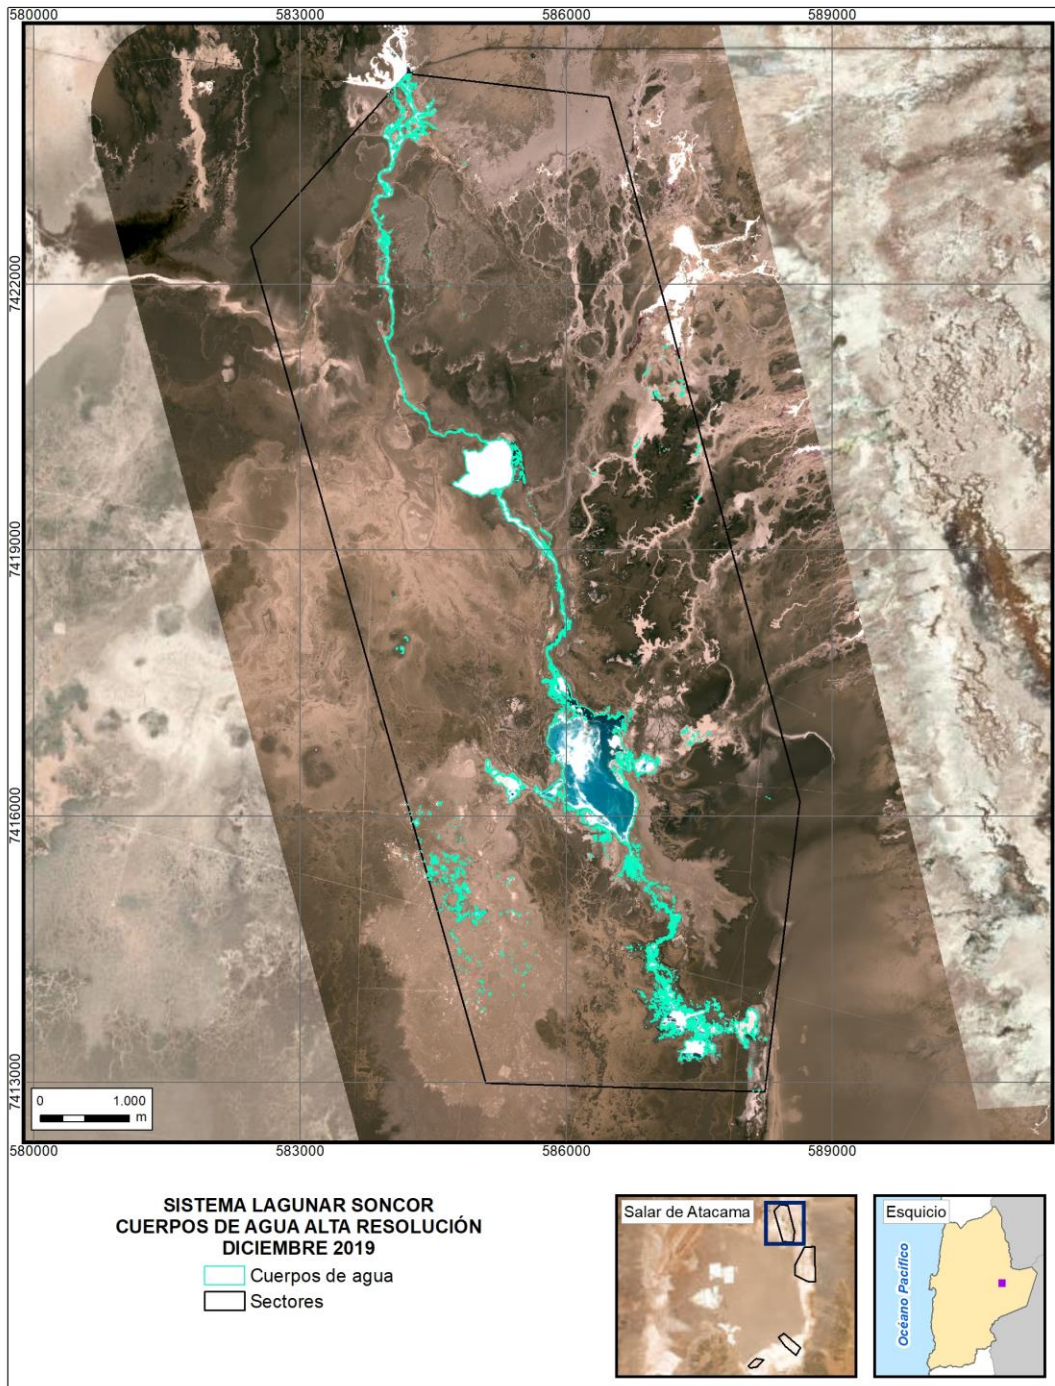 580000 583000 586000 589000
7422000
7419000
7416000
7413000
0 1.000
m
580000 583000 586000 589000
SISTEMA LAGUNAR SONCOR
CUERPOS DE AGUA ALTA RESOLUCIÓN
DICIEMBRE 2019
Cuerpos de agua
Sectores
Salar de Atacama
Esquicio
Océano Pacífico